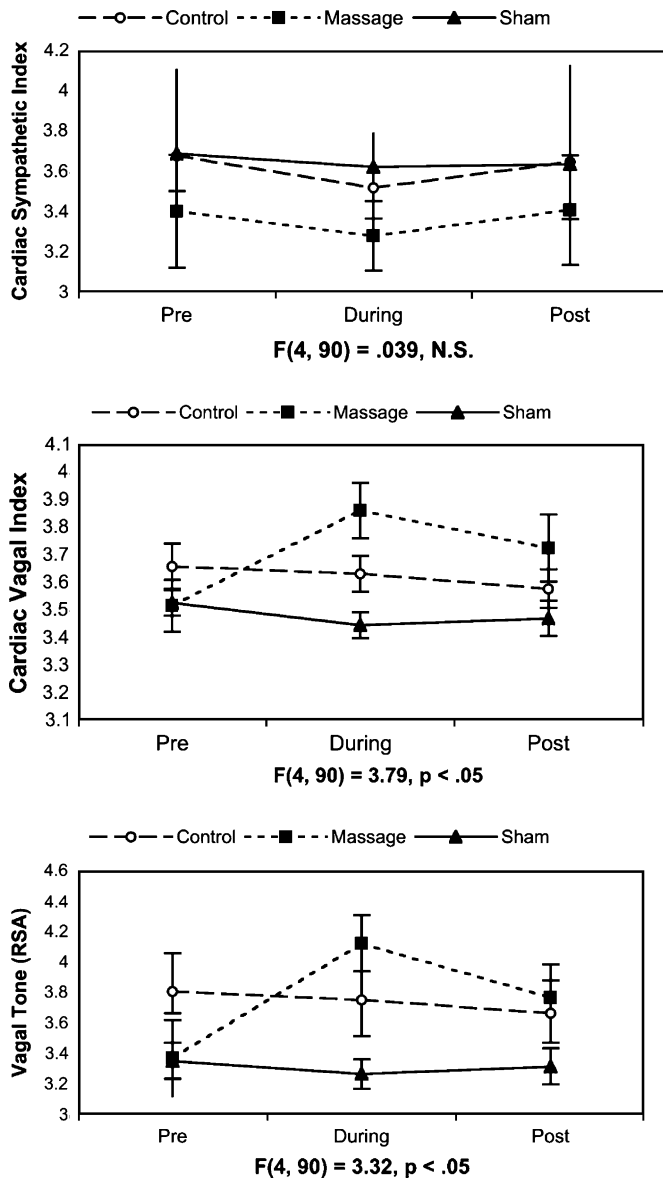 Control Massage Sham
Cardiac Sympathetic Index
4.2
4
3.8
3.6
3.4
3.2
3
Pre During Post
F(4, 90) = .039, N.S.
Control Massage Sham
Cardiac Vagal Index
4.1
4
3.9
3.8
3.7
3.6
3.5
3.4
3.3
3.2
3.1
Pre During Post
F(4, 90) = 3.79, p < .05
Control Massage Sham
Vagal Tone (RSA)
4.6
4.4
4.2
4
3.8
3.6
3.4
3.2
3
Pre During Post
F(4, 90) = 3.32, p < .05